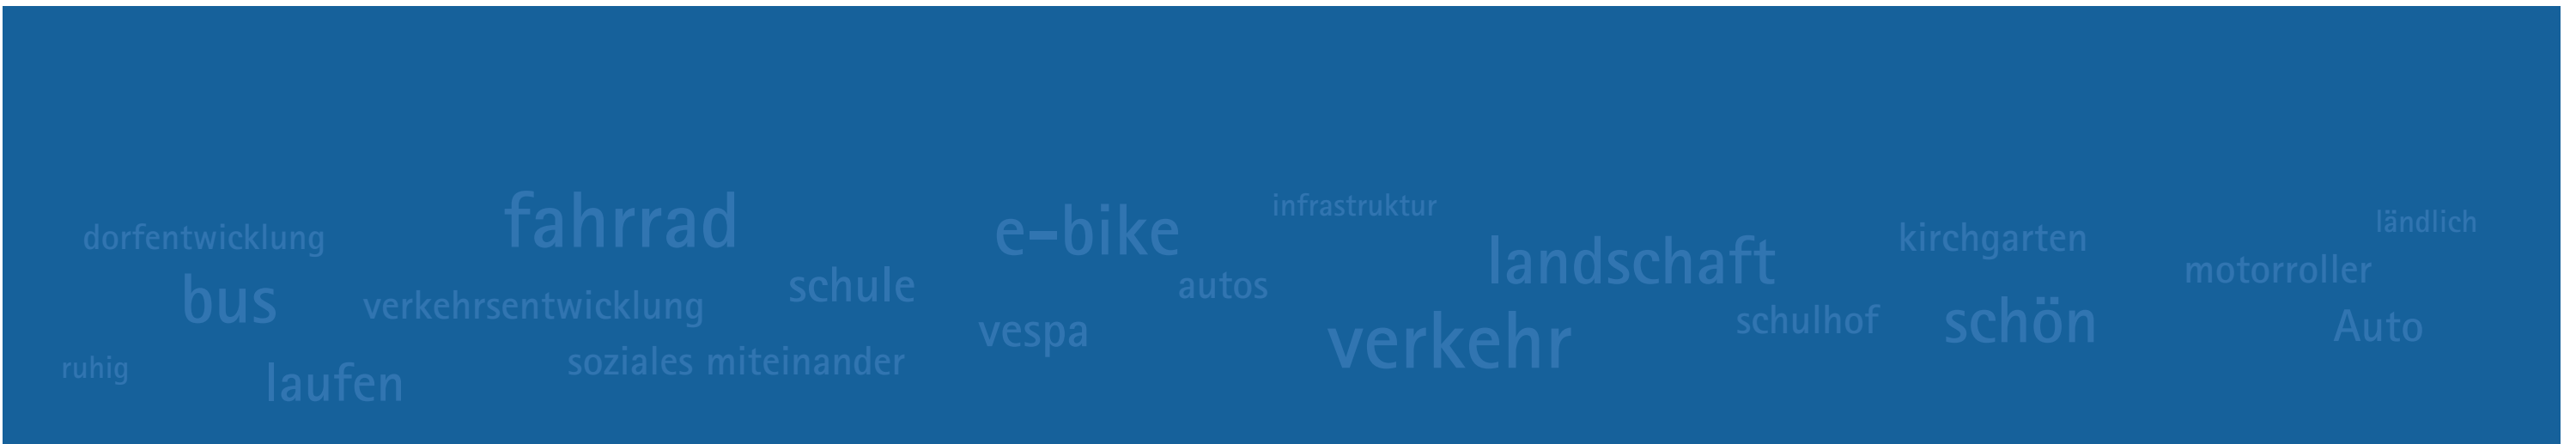 fahrrad
e-bike
infrastruktur
ländlich
dorfentwicklung
kirchgarten
landschaft
motorroller
bus
schule
autos
verkehrsentwicklung
schulhof
schön
Auto
vespa
verkehr
soziales miteinander
ruhig
laufen